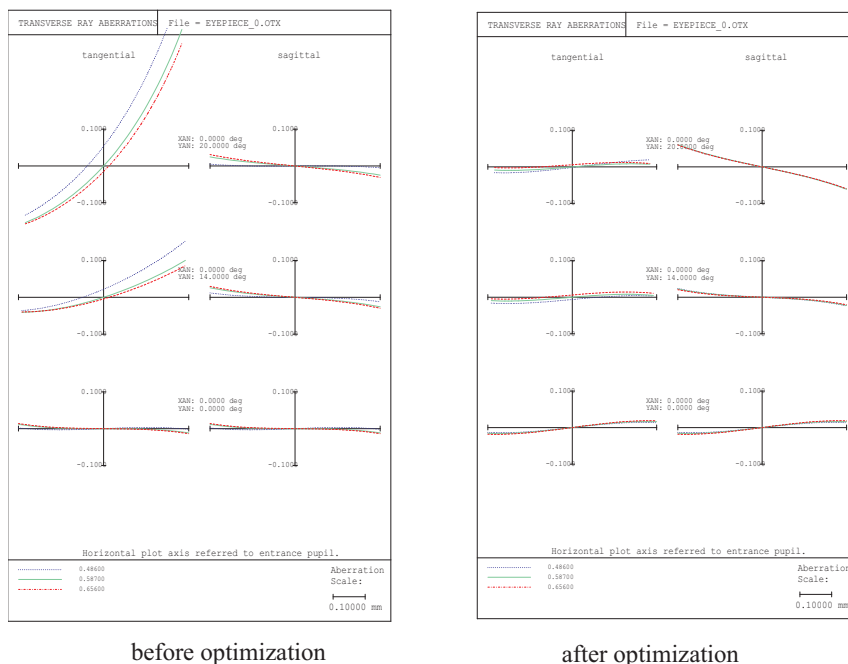 TRANSVERSE RAY ABERRATIONS File = EYEPIECE_0.OTX
tangential sagittal
0.1000 0.1000
XAN: 0.0000 deg
YAN: 20.0000 deg
-0.1000 -0.1000
0.1000 0.1000
XAN: 0.0000 deg
YAN: 14.0000 deg
-0.1000 -0.1000
0.1000 0.1000
XAN: 0.0000 deg
YAN: 0.0000 deg
-0.1000 -0.1000
Horizontal plot axis referred to entrance pupil.
0.48600
0.58700
0.65600
Aberration
Scale:
0.10000 mm
before optimization
TRANSVERSE RAY ABERRATIONS File = EYEPIECE_0.OTX
tangential sagittal
0.1000 0.1000
XAN: 0.0000 deg
YAN: 20.0000 deg
-0.1000 -0.1000
0.1000 0.1000
XAN: 0.0000 deg
YAN: 14.0000 deg
-0.1000 -0.1000
0.1000 0.1000
XAN: 0.0000 deg
YAN: 0.0000 deg
-0.1000 -0.1000
Horizontal plot axis referred to entrance pupil.
0.48600
0.58700
0.65600
Aberration
Scale:
0.10000 mm
after optimization